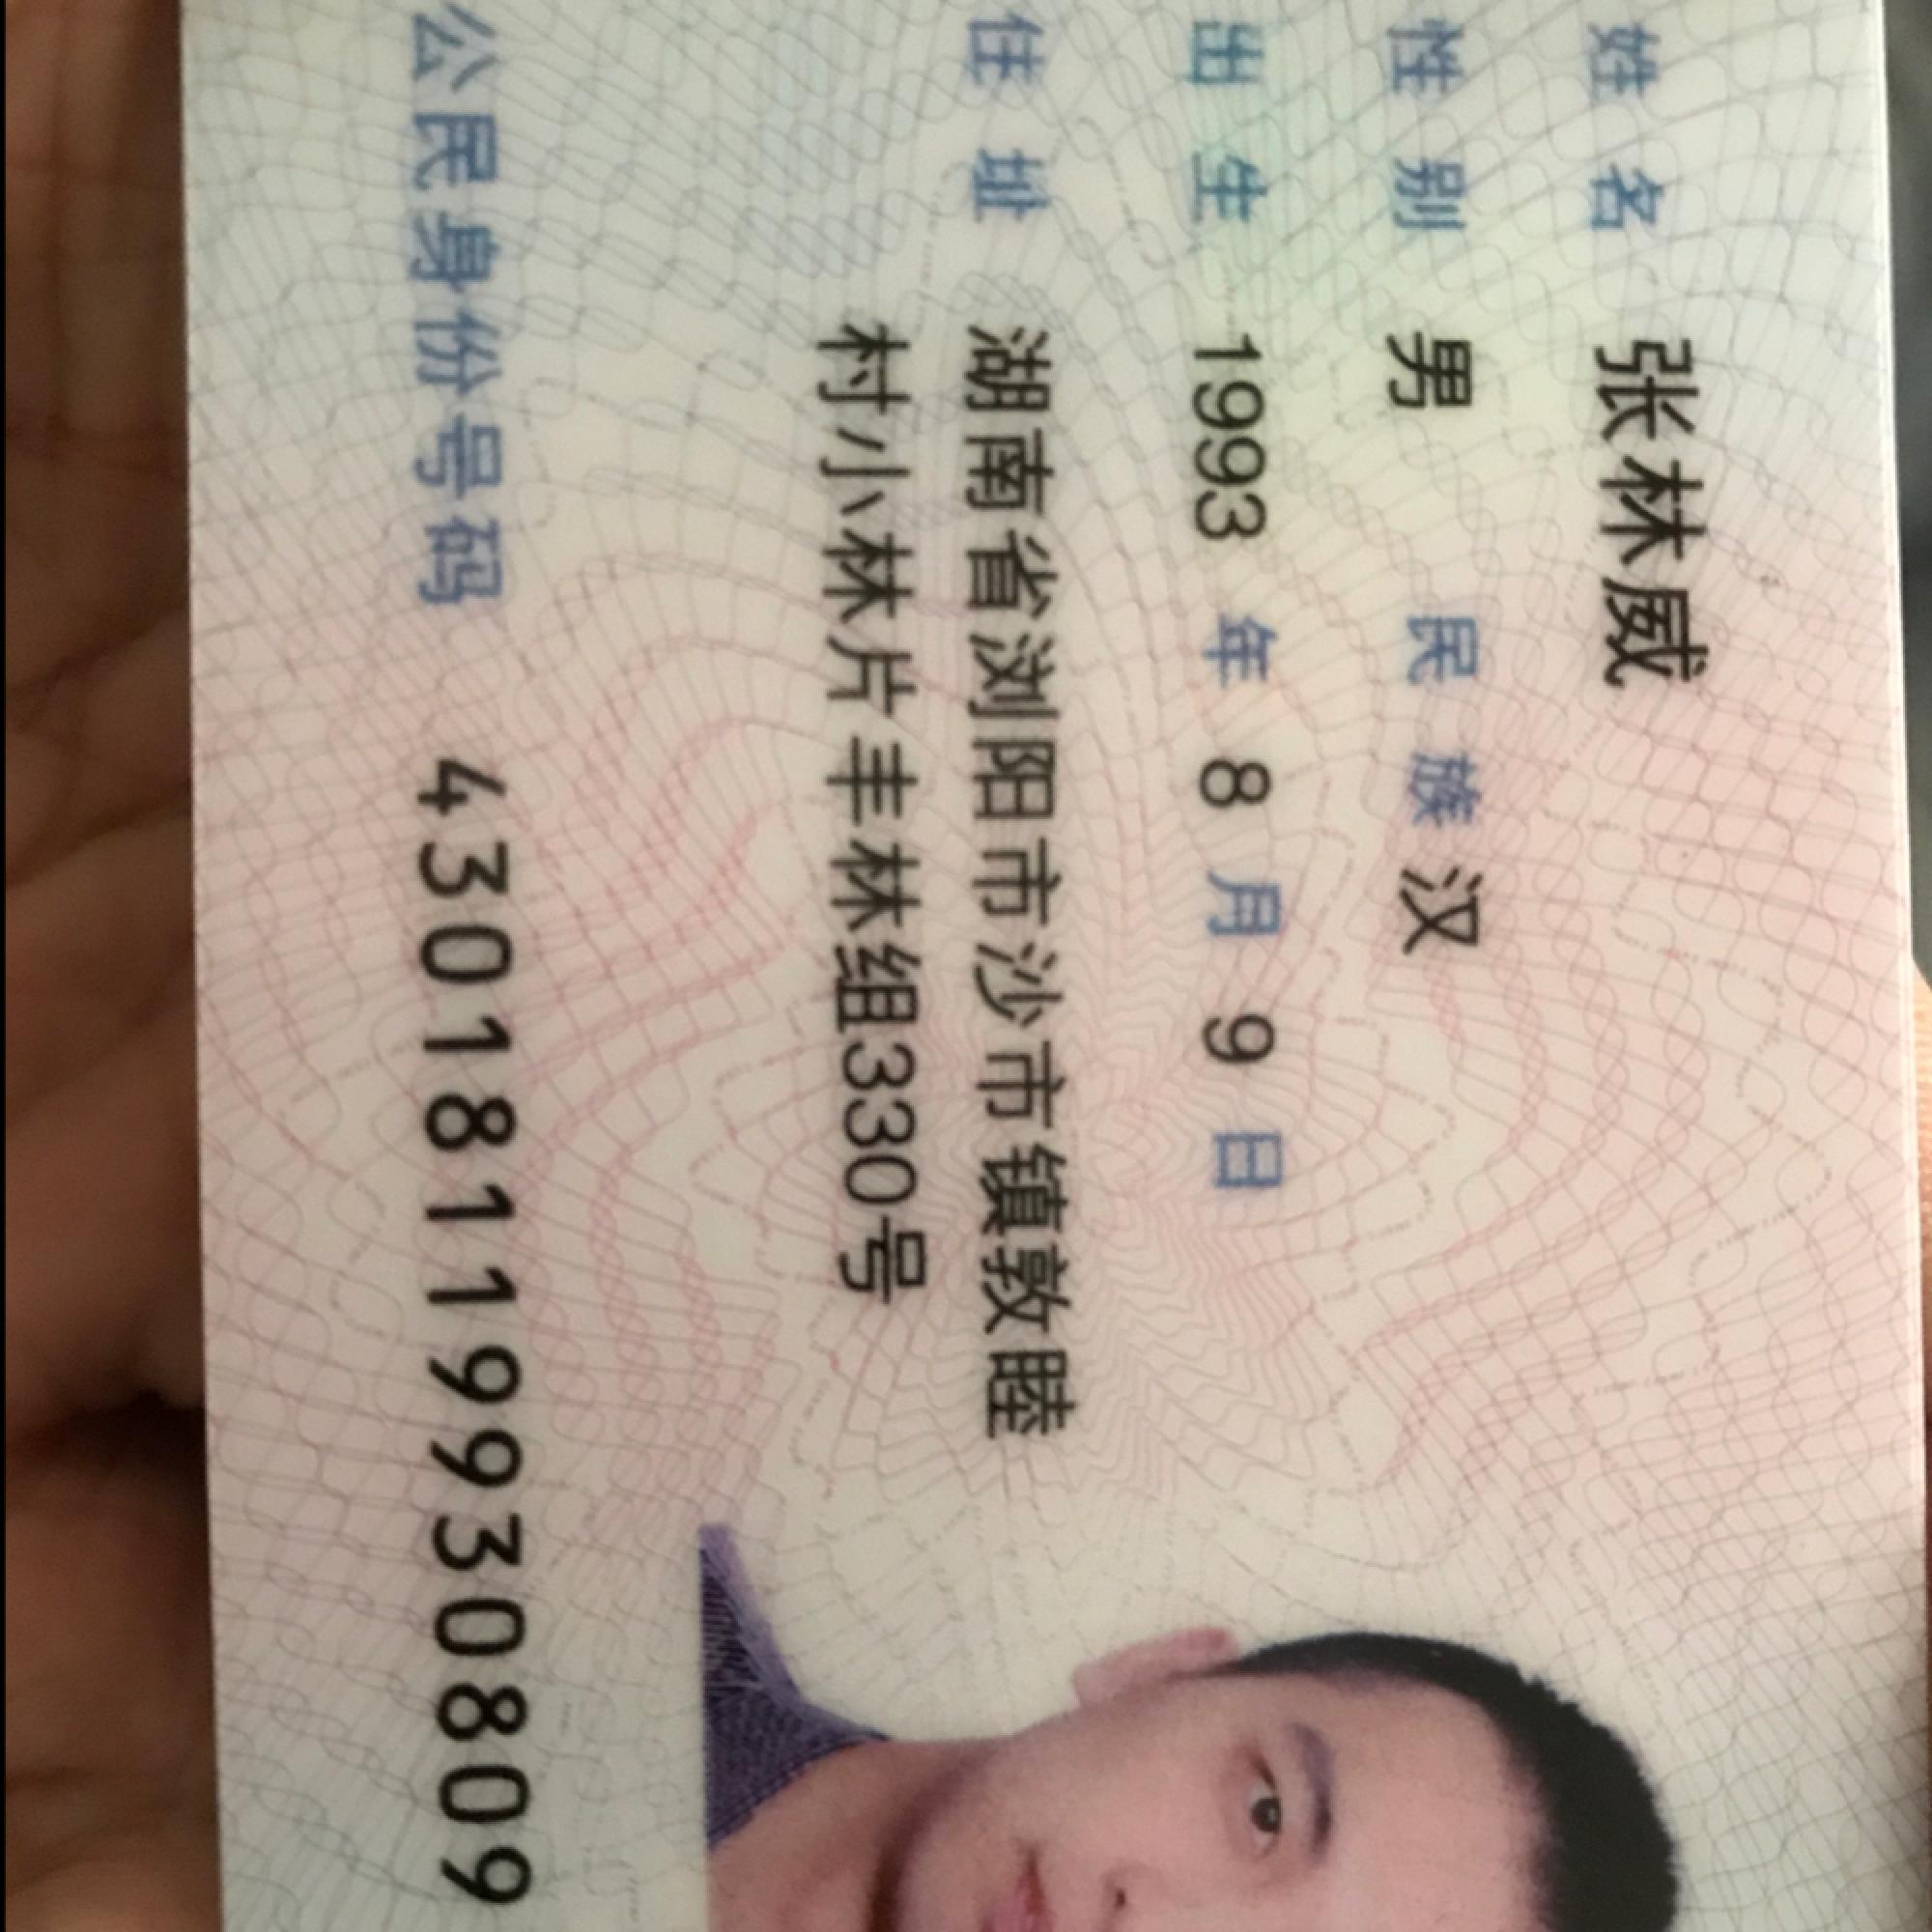 姓名 张林威
性别 男 民族 汉
出生 1993 年 8 月 9 日
住址 湖南省浏阳市沙市镇敦睦
村小林片丰林组330号
公民身份号码 43018119930809